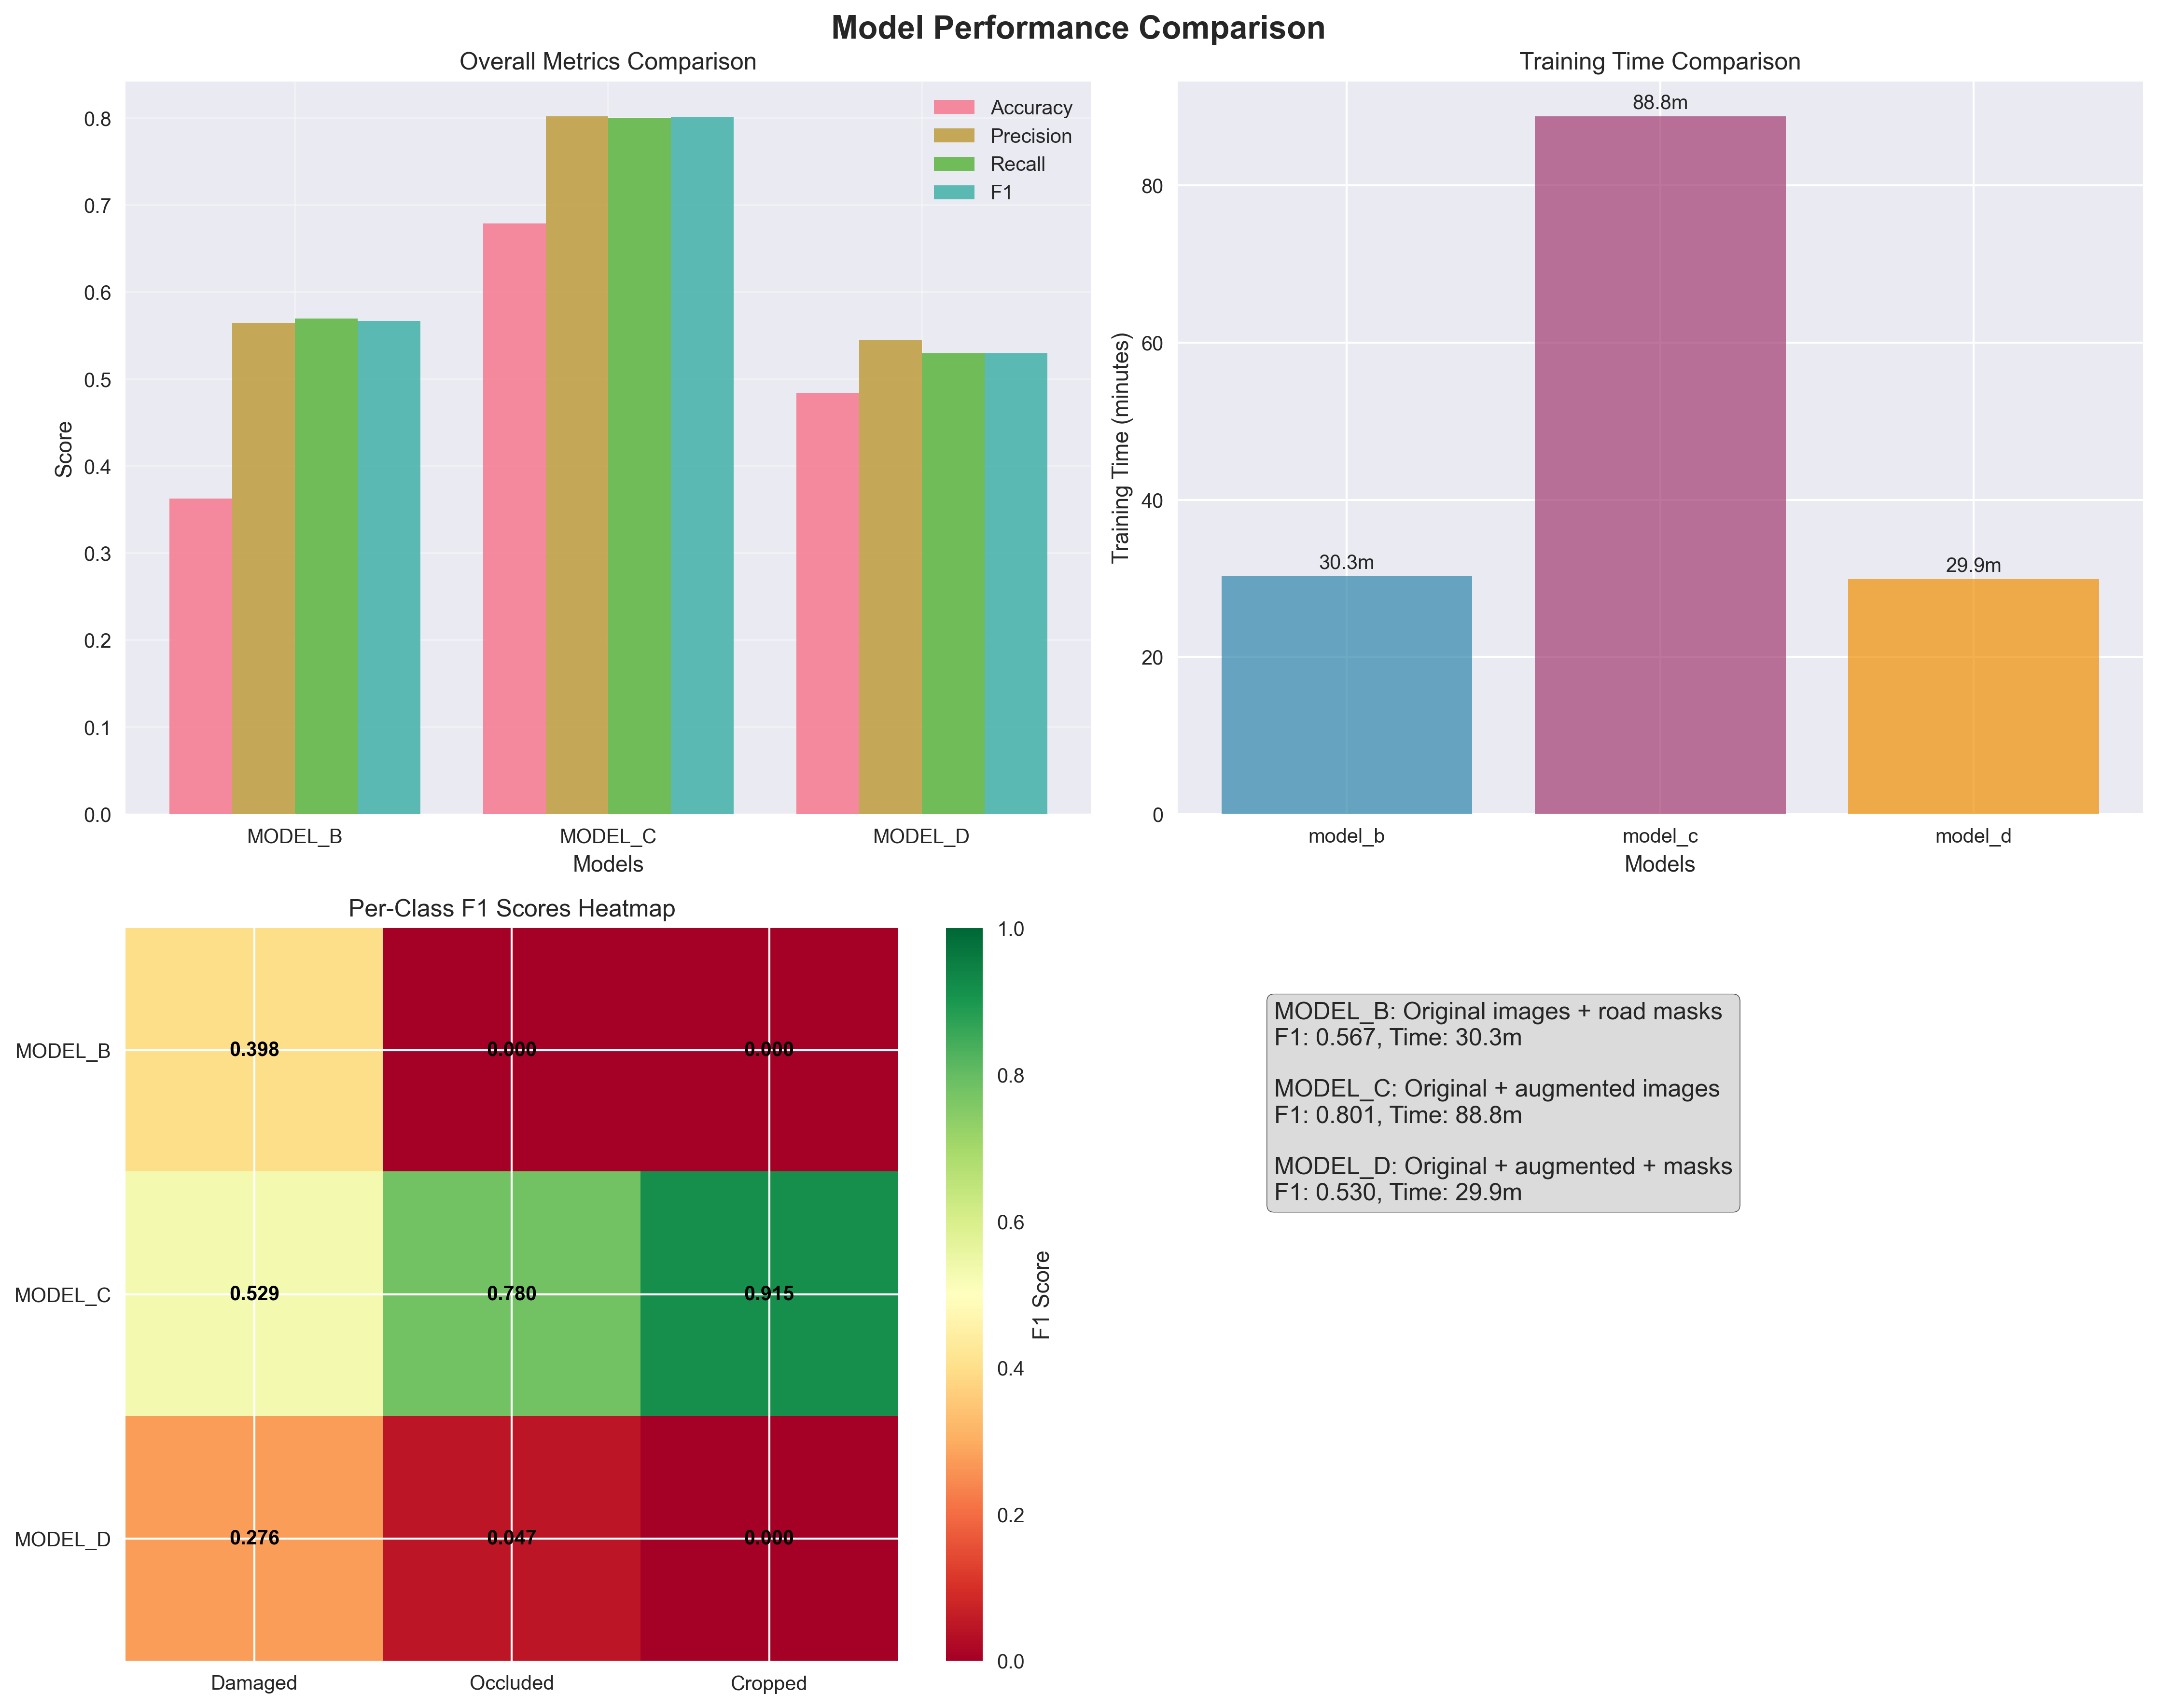 Model Performance Comparison
Overall Metrics Comparison
Score
0.8
0.7
0.6
0.5
0.4
0.3
0.2
0.1
0.0
Accuracy
Precision
Recall
F1
MODEL_B
MODEL_C
MODEL_D
Models
Training Time Comparison
Training Time (minutes)
80
60
40
20
0
30.3m
88.8m
29.9m
model_b
model_c
model_d
Models
Per-Class F1 Scores Heatmap
MODEL_B
0.398
0.000
0.000
MODEL_C
0.529
0.780
0.915
MODEL_D
0.276
0.047
0.000
Damaged
Occluded
Cropped
1.0
0.8
0.6
0.4
0.2
0.0
F1 Score
MODEL_B: Original images + road masks
F1: 0.567, Time: 30.3m
MODEL_C: Original + augmented images
F1: 0.801, Time: 88.8m
MODEL_D: Original + augmented + masks
F1: 0.530, Time: 29.9m